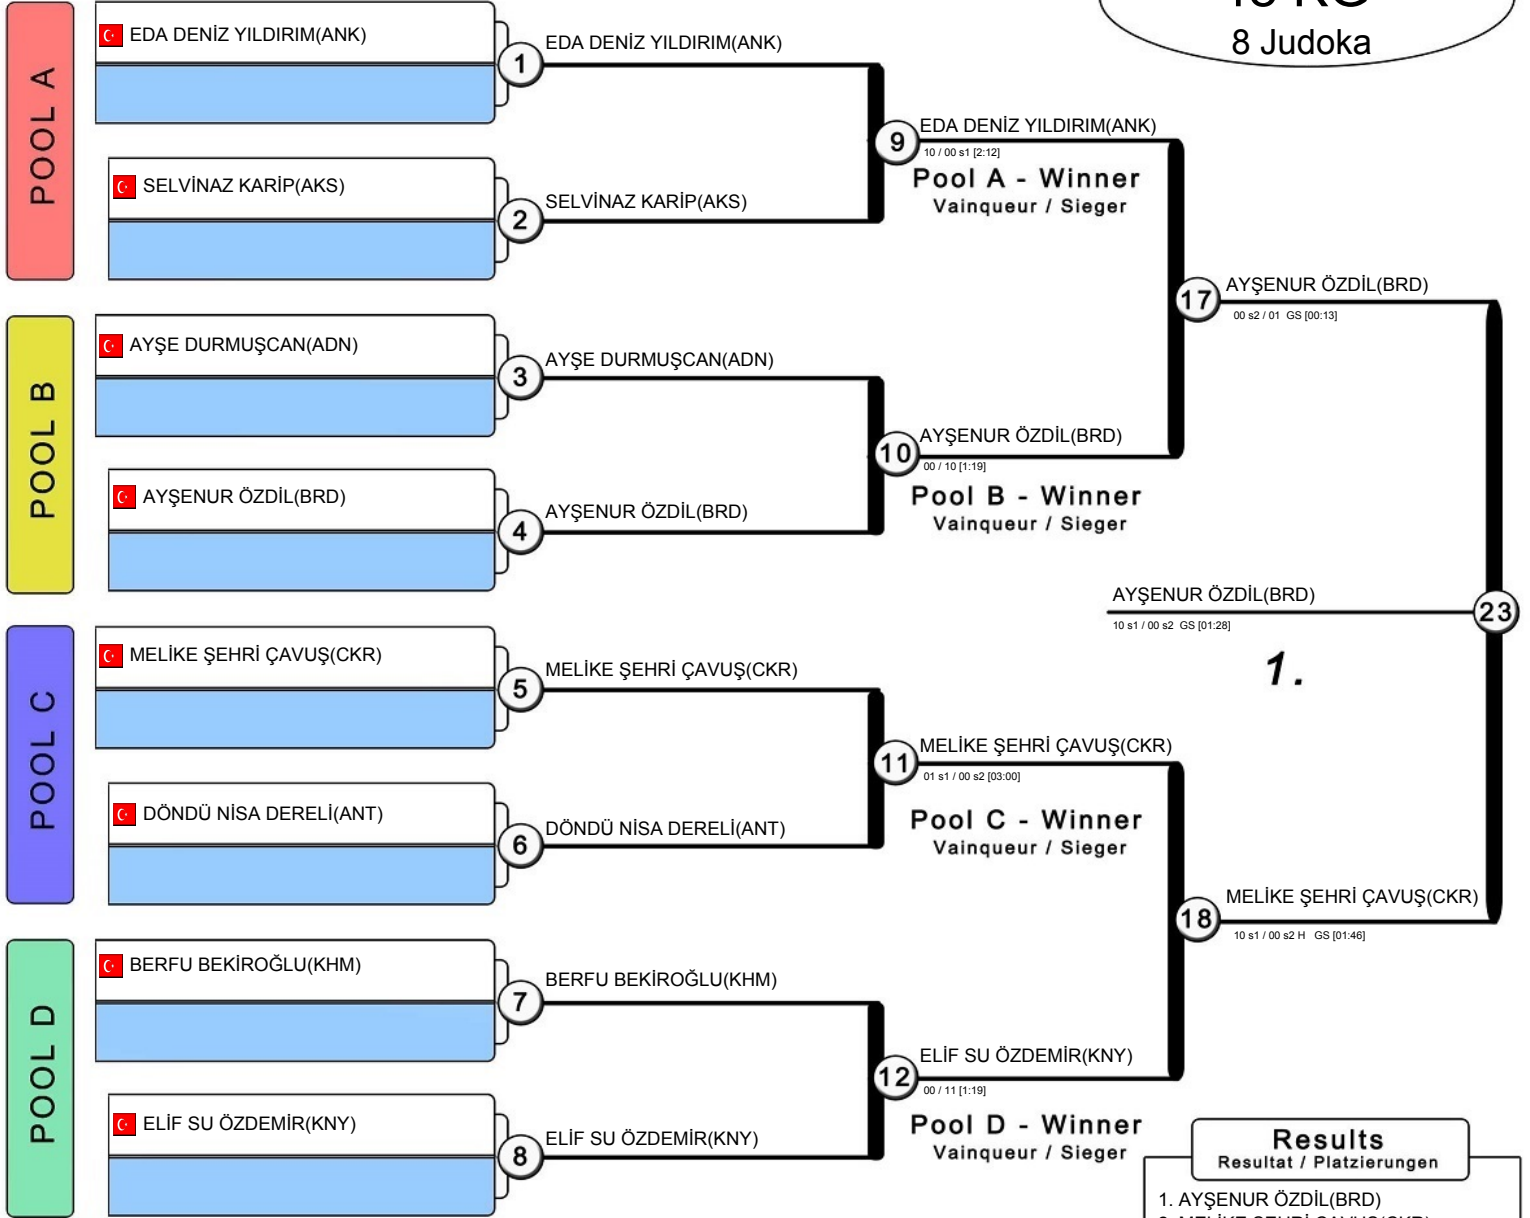 KG
8 Judoka
POOL A
EDA DENİZ YILDIRIM(ANK)
1
EDA DENİZ YILDIRIM(ANK)
SELVİNAZ KARİP(AKS)
2
SELVİNAZ KARİP(AKS)
9
EDA DENİZ YILDIRIM(ANK)
10 / 00 s1 [2:12]
Pool A - Winner
Vainqueur / Sieger
POOL B
AYŞE DURMUŞCAN(ADN)
3
AYŞE DURMUŞCAN(ADN)
AYŞENUR ÖZDİL(BRD)
4
AYŞENUR ÖZDİL(BRD)
10
AYŞENUR ÖZDİL(BRD)
00 / 10 [1:19]
Pool B - Winner
Vainqueur / Sieger
17
AYŞENUR ÖZDİL(BRD)
00 s2 / 01 GS [00:13]
POOL C
MELİKE ŞEHRİ ÇAVUŞ(CKR)
5
MELİKE ŞEHRİ ÇAVUŞ(CKR)
DÖNDÜ NİSA DERELİ(ANT)
6
DÖNDÜ NİSA DERELİ(ANT)
11
MELİKE ŞEHRİ ÇAVUŞ(CKR)
01 s1 / 00 s2 [03:00]
Pool C - Winner
Vainqueur / Sieger
POOL D
BERFU BEKİROĞLU(KHM)
7
BERFU BEKİROĞLU(KHM)
ELİF SU ÖZDEMİR(KNY)
8
ELİF SU ÖZDEMİR(KNY)
12
ELİF SU ÖZDEMİR(KNY)
00 / 11 [1:19]
Pool D - Winner
Vainqueur / Sieger
18
MELİKE ŞEHRİ ÇAVUŞ(CKR)
10 s1 / 00 s2 H GS [01:46]
23
AYŞENUR ÖZDİL(BRD)
10 s1 / 00 s2 GS [01:28]
1.
Results
Resultat / Platzierungen
1. AYŞENUR ÖZDİL(BRD)